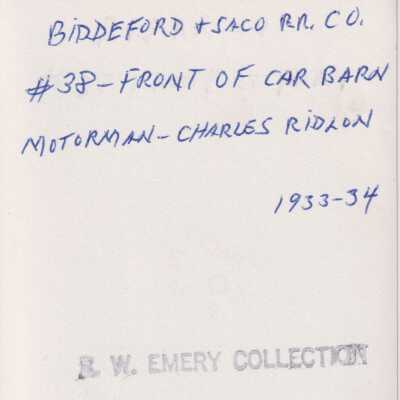 BIDDEFORD + SACO RR. CO.
#38-FRONT OF CAR BARN
MOTORMAN-CHARLES RIDLON
1933-34
R. W. EMERY COLLECTION